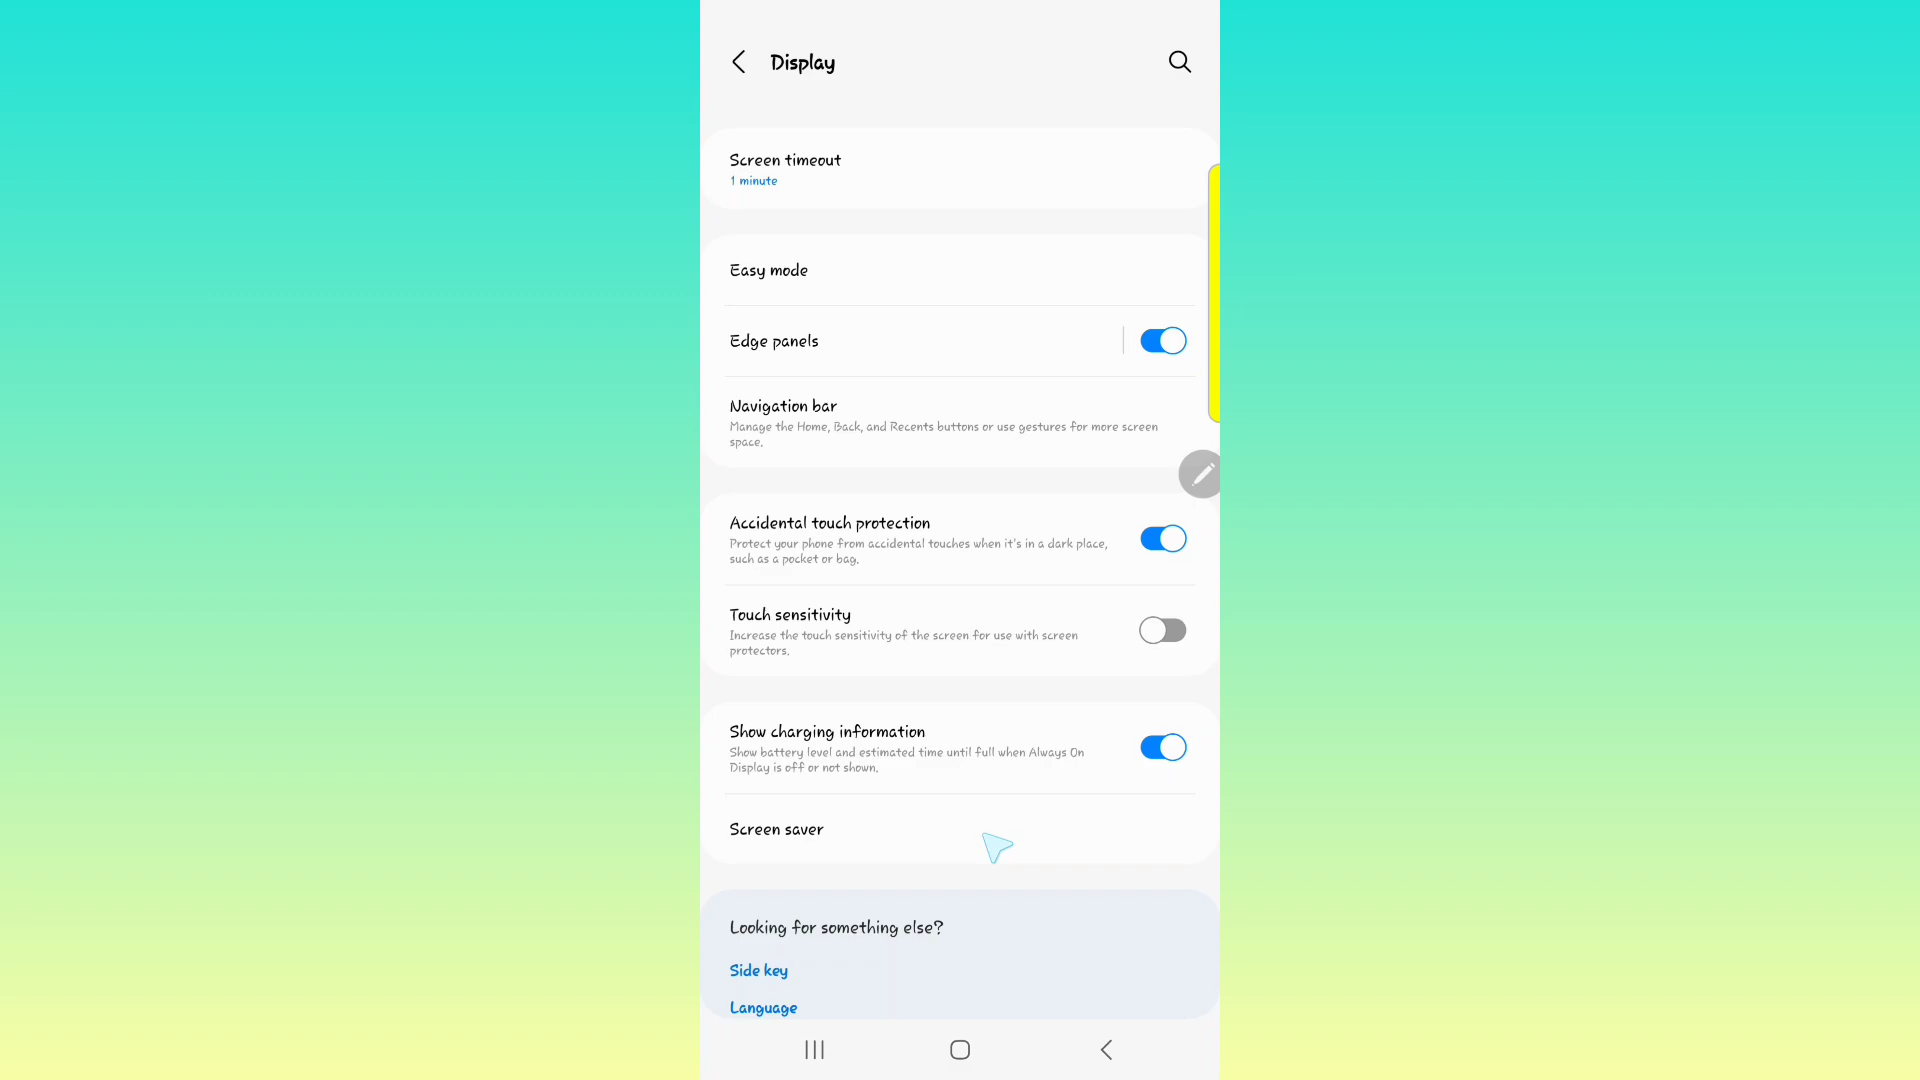 Display
Screen timeout
1 minute
Easy mode
Edge panels
Navigation bar
Manage the Home, Back, and Recents buttons or use gestures for more screen
space.
Accidental touch protection
Protect your phone from accidental touches when it's in a dark place,
such as a pocket or bag.
Touch sensitivity
Increase the touch sensitivity of the screen for use with screen
protectors.
Show charging information
Show battery level and estimated time until full when Always On
Display is off or not shown.
Screen saver
Looking for something else?
Side key
Language